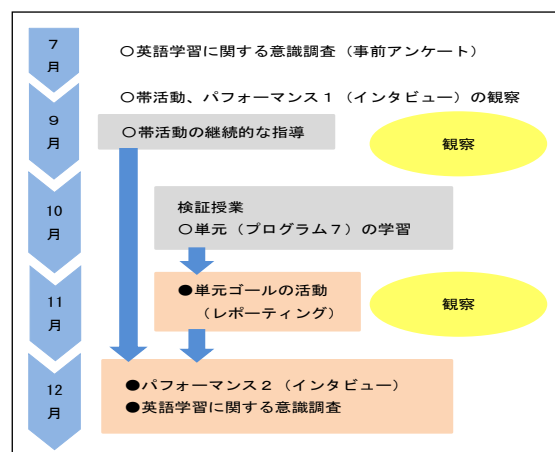 7
月
○英語学習に関する意識調査（事前アンケート）
○帯活動、パフォーマンス１（インタビュー）の観察
9
月
○帯活動の継続的な指導
観察
10
月
検証授業
○単元（プログラム７）の学習
11
月
●単元ゴールの活動
（レポーティング）
観察
12
月
●パフォーマンス２（インタビュー）
●英語学習に関する意識調査